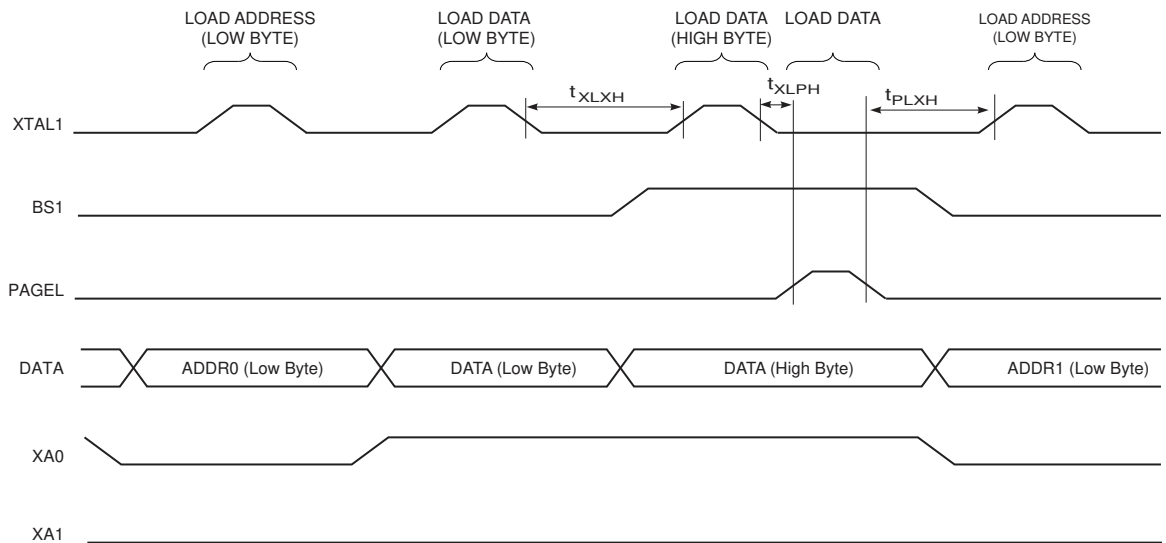 LOAD ADDRESS
(LOW BYTE)
LOAD DATA
(LOW BYTE)
LOAD DATA
(HIGH BYTE)
LOAD DATA
LOAD ADDRESS
(LOW BYTE)
tXLXH
tXLPH
tPLXH
XTAL1
BS1
PAGEL
DATA
ADDR0 (Low Byte)
DATA (Low Byte)
DATA (High Byte)
ADDR1 (Low Byte)
XA0
XA1